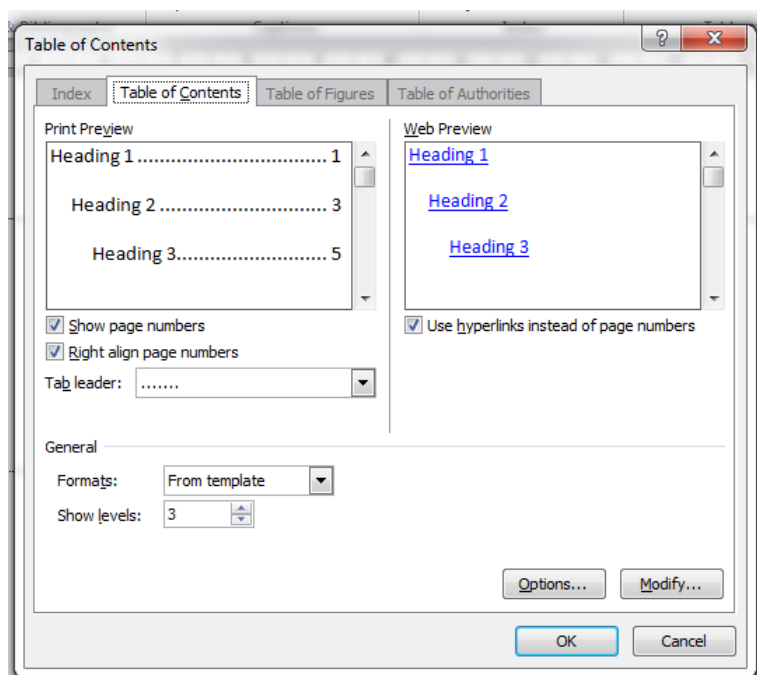 Table of Contents
Index Table of Contents Table of Figures Table of Authorities
Print Preview
Heading 1 ................................... 1
Heading 2 ............................... 3
Heading 3............................ 5
Show page numbers
Right align page numbers
Tab leader: .......
Web Preview
Heading 1
Heading 2
Heading 3
Use hyperlinks instead of page numbers
General
Formats: From template
Show levels: 3
Options... Modify...
OK Cancel